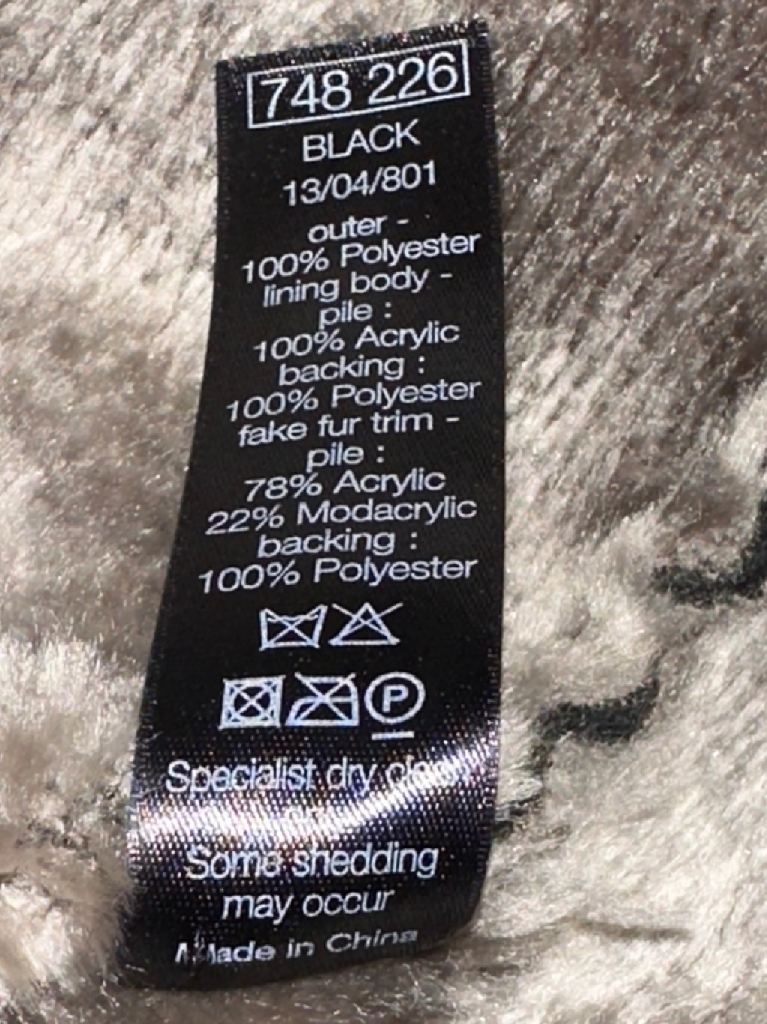 748 226
BLACK
13/04/801
outer -
100% Polyester
lining body -
pile :
100% Acrylic
backing :
100% Polyester
fake fur trim -
pile :
78% Acrylic
22% Modacrylic
backing :
100% Polyester
P
Specialist dry clean
Some shedding
may occur
Made in China